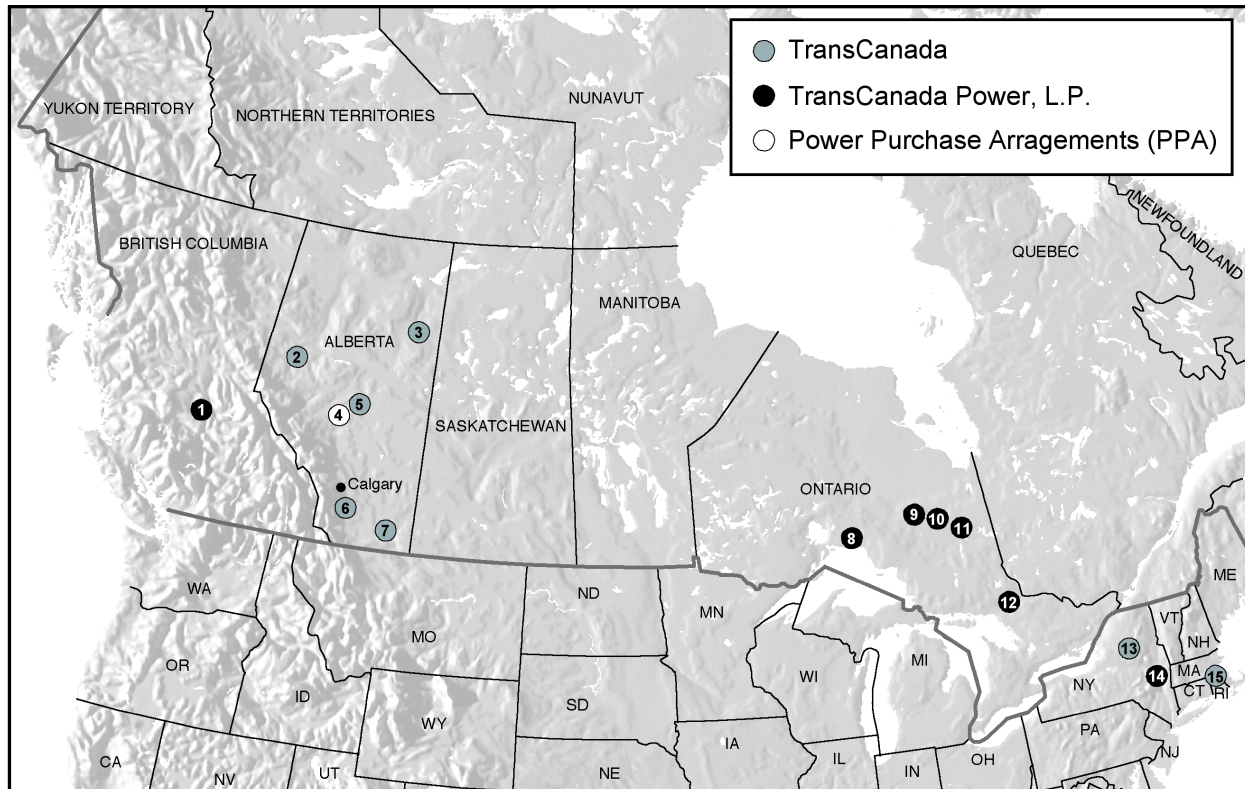 TransCanada
TransCanada Power, L.P.
Power Purchase Arragements (PPA)
YUKON TERRITORY
NORTHERN TERRITORIES
NUNAVUT
BRITISH COLUMBIA
QUEBEC
NEWFOUNDLAND
MANITOBA
ALBERTA
3
2
1
4
5
SASKATCHEWAN
Calgary
6
7
ONTARIO
8
9
10
11
12
WA
ND
MN
ME
MO
VT
NH
OR
ID
SD
WI
MI
13
NY
14
MA
15
CT
RI
WY
CA
NV
UT
NE
IA
IL
IN
OH
PA
NJ